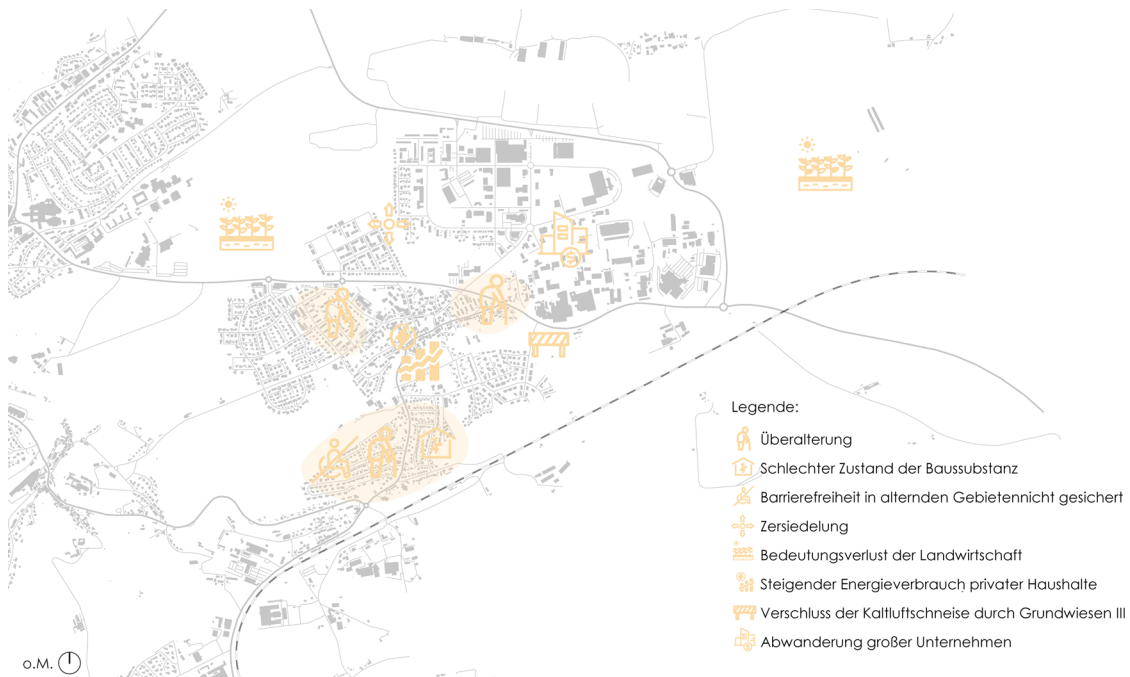 Legende:
Überalterung
Schlechter Zustand der Baussubstanz
Barrierefreiheit in alternden Gebietennicht gesichert
Zersiedelung
Bedeutungsverlust der Landwirtschaft
Steigender Energieverbrauch privater Haushalte
Verschluss der Kaltluftschneise durch Grundwiesen III
Abwanderung großer Unternehmen
o.M.